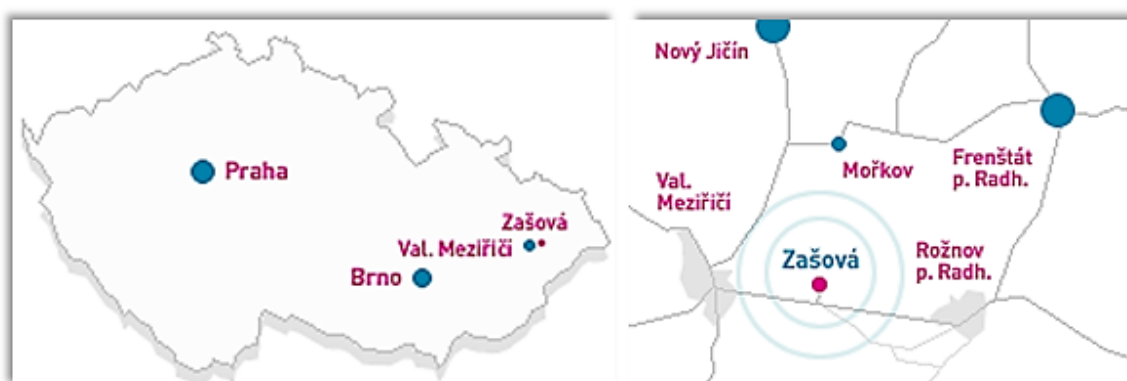 Praha
Zašová
Val. Meziříčí
Brno
Nový Jičín
Mořkov
Frenštát
p. Radh.
Val.
Meziříčí
Zašová
Rožnov
p. Radh.